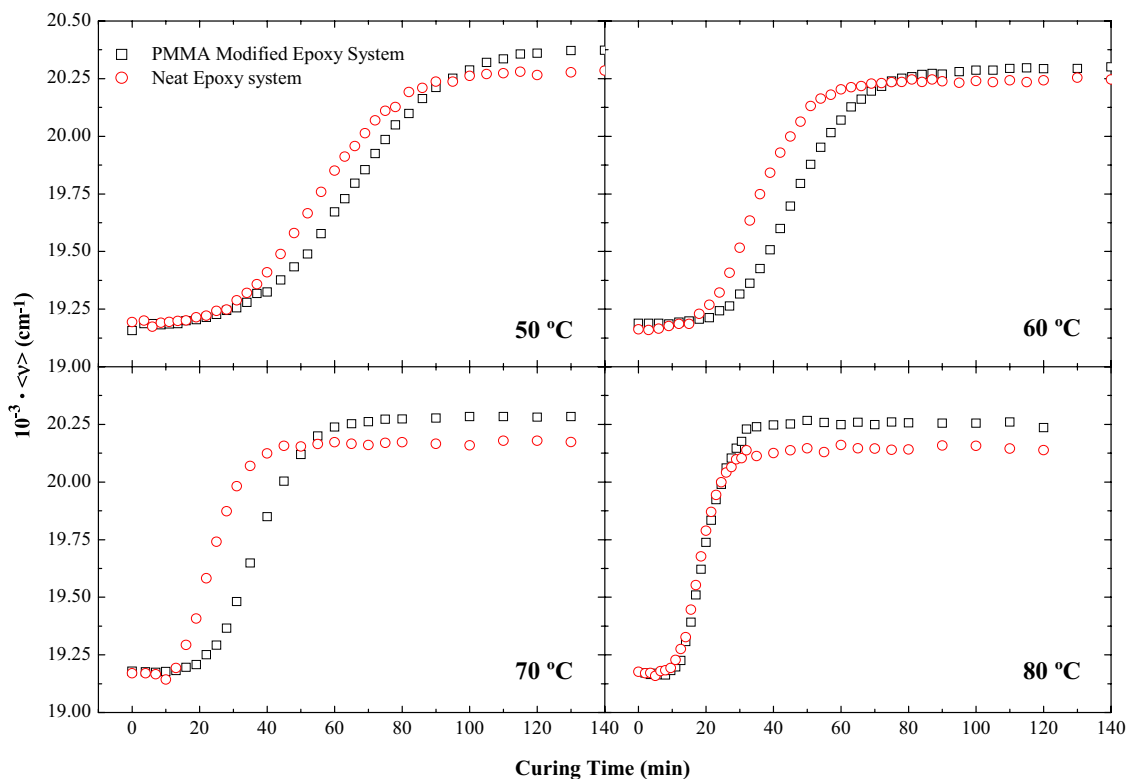 20.50
20.25
20.00
19.75
19.50
19.25
19.00
PMMA Modified Epoxy System
Neat Epoxy system
50 ºC
60 ºC
20.25
20.00
19.75
19.50
19.25
19.00
70 ºC
80 ºC
0 20 40 60 80 100 120 140
0 20 40 60 80 100 120 140
10⁻³ · <ν> (cm⁻¹)
Curing Time (min)